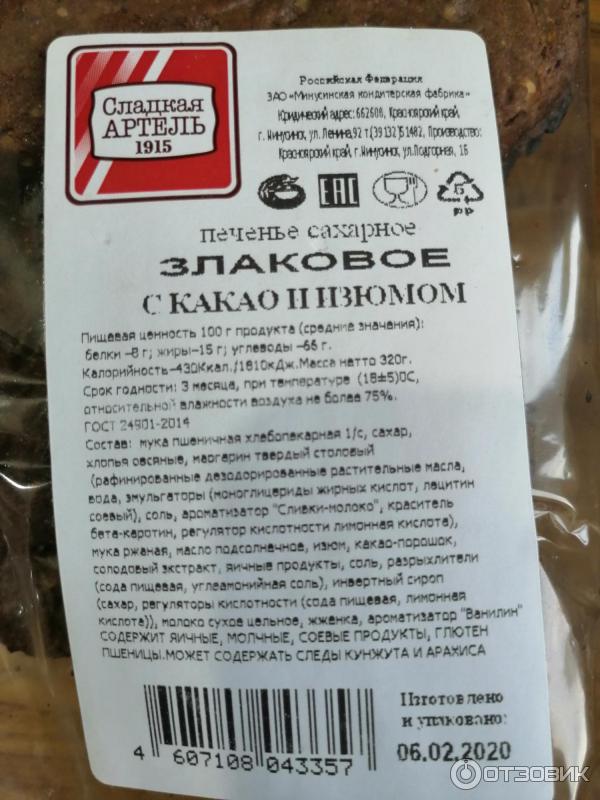 Сладкая
АРТЕЛЬ
1915
Российская Федерация
ЗАО «Минусинская кондитерская фабрика»
Юридический адрес: 662608, Красноярский край,
г. Минусинск, ул. Ленина,92 т.(39132)51402, Производство:
Красноярский край, г.Минусинск, ул.Подгорная, 1Б
EAC
PP
печенье сахарное
ЗЛАКОВОЕ
С КАКАО И ИЗЮМОМ
Пищевая ценность 100 г продукта (средние значения):
белки –8 г; жиры–15 г; углеводы –66 г.
Калорийность –430Ккал./1810кДж.Масса нетто 320г.
Срок годности: 3 месяца, при температуре (18±5)0С,
относительной влажности воздуха не более 75%.
ГОСТ 24901-2014
Состав: мука пшеничная хлебопекарная 1/с, сахар,
хлопья овсяные, маргарин твердый столовый
(рафинированные дезодорированные растительные масла,
вода, эмульгаторы (моноглицериды жирных кислот, лецитин
соевый), соль, ароматизатор "Сливки-молоко", краситель
бета-каротин, регулятор кислотности лимонная кислота),
мука ржаная, масло подсолнечное, изюм, какао-порошок,
солодовый экстракт, яичные продукты, соль, разрыхлители
(сода пищевая, углеамонийная соль), инвертный сироп
(сахар, регуляторы кислотности (сода пищевая, лимонная
кислота)), молоко сухое цельное, жженка, ароматизатор "Ванилин"
СОДЕРЖИТ ЯИЧНЫЕ, МОЛЧНЫЕ, СОЕВЫЕ ПРОДУКТЫ, ГЛЮТЕН
ПШЕНИЦЫ.МОЖЕТ СОДЕРЖАТЬ СЛЕДЫ КУНЖУТА И АРАХИСА
Изготовлено
и упаковано:
06.02.2020
4 607108 043357
ОТЗОВИК